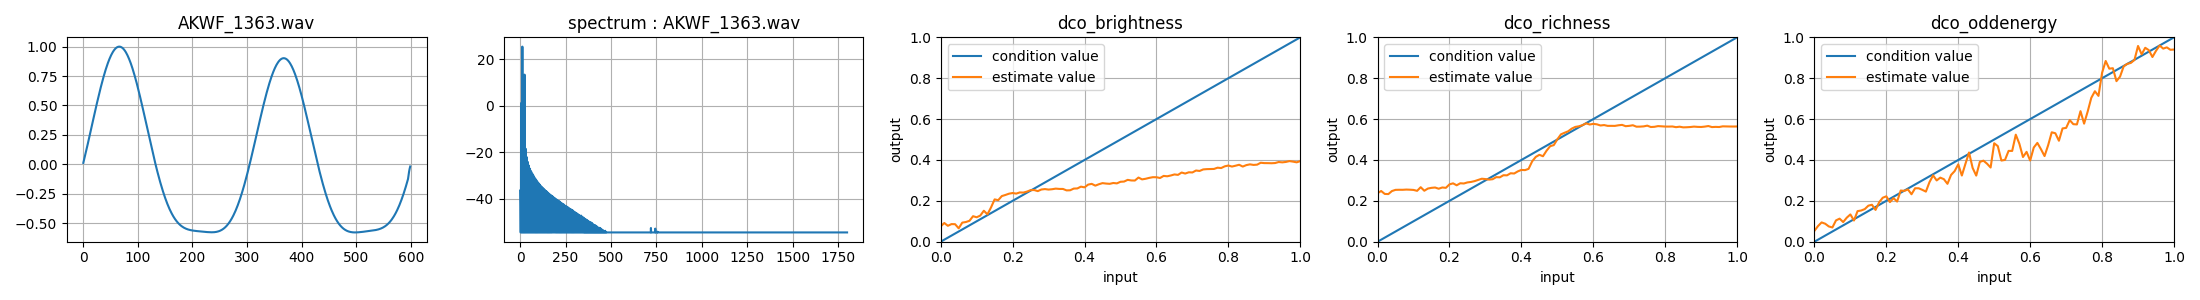 AKWF_1363.wav
1.00
0.75
0.50
0.25
0.00
−0.25
−0.50
0 100 200 300 400 500 600
spectrum : AKWF_1363.wav
20
0
−20
−40
0 250 500 750 1000 1250 1500 1750
dco_brightness
condition value
estimate value
output
1.0
0.8
0.6
0.4
0.2
0.0
0.0 0.2 0.4 0.6 0.8 1.0
input
dco_richness
condition value
estimate value
output
1.0
0.8
0.6
0.4
0.2
0.0
0.0 0.2 0.4 0.6 0.8 1.0
input
dco_oddenergy
condition value
estimate value
output
1.0
0.8
0.6
0.4
0.2
0.0
0.0 0.2 0.4 0.6 0.8 1.0
input